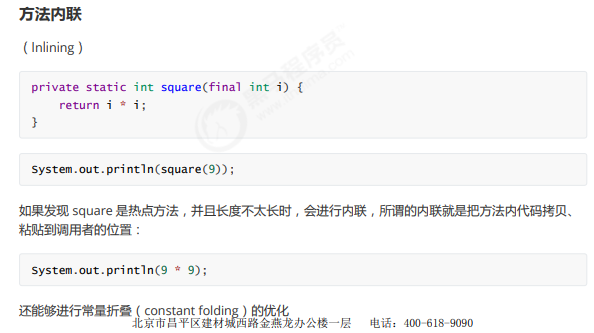 方法内联
（Inlining）
private static int square(final int i) {
    return i * i;
}
System.out.println(square(9));
如果发现 square 是热点方法，并且长度不太长时，会进行内联，所谓的内联就是把方法内代码拷贝、
粘贴到调用者的位置：
System.out.println(9 * 9);
还能够进行常量折叠（constant folding）的优化
北京市昌平区建材城西路金燕龙办公楼一层 电话：400-618-9090